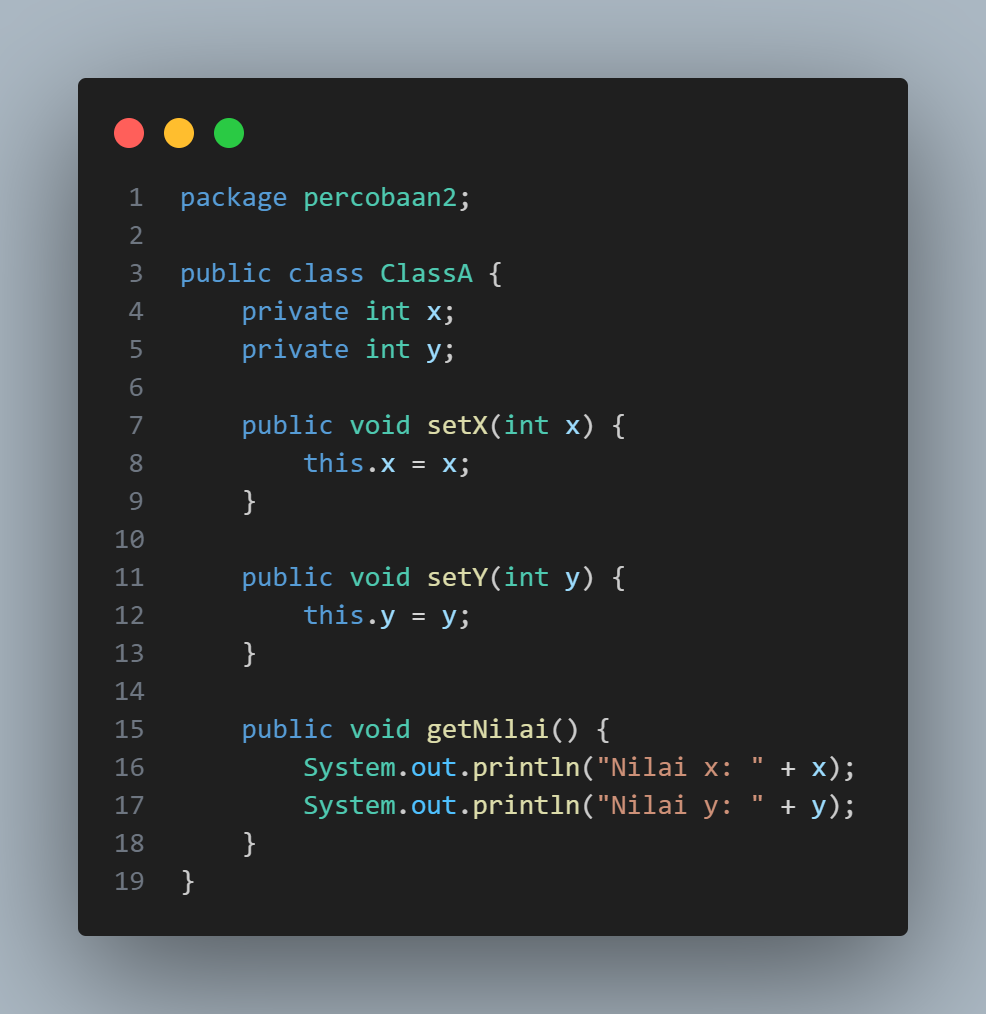 1 package percobaan2;
2
3 public class ClassA {
4     private int x;
5     private int y;
6
7     public void setX(int x) {
8         this.x = x;
9     }
10
11     public void setY(int y) {
12         this.y = y;
13     }
14
15     public void getNilai() {
16         System.out.println("Nilai x: " + x);
17         System.out.println("Nilai y: " + y);
18     }
19 }